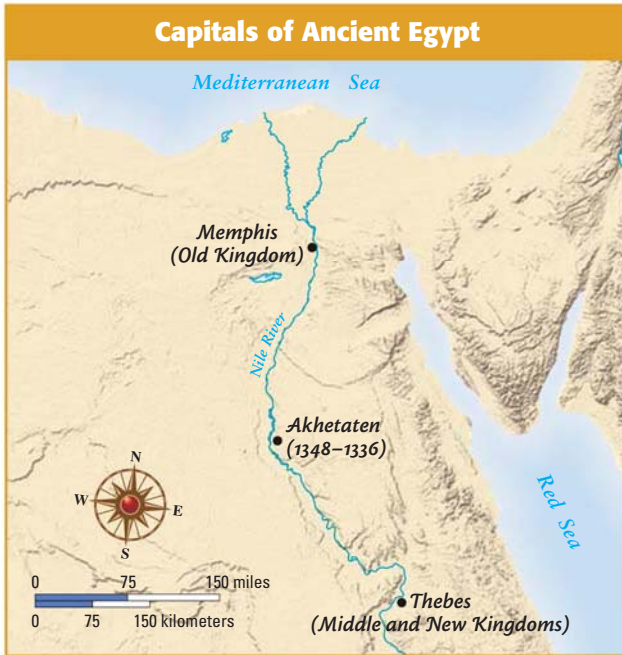 Capitals of Ancient Egypt
Mediterranean Sea
Memphis
(Old Kingdom)
Nile River
Akhetaten
(1348–1336)
N
W
E
S
Red Sea
0 75 150 miles
0 75 150 kilometers
Thebes
(Middle and New Kingdoms)